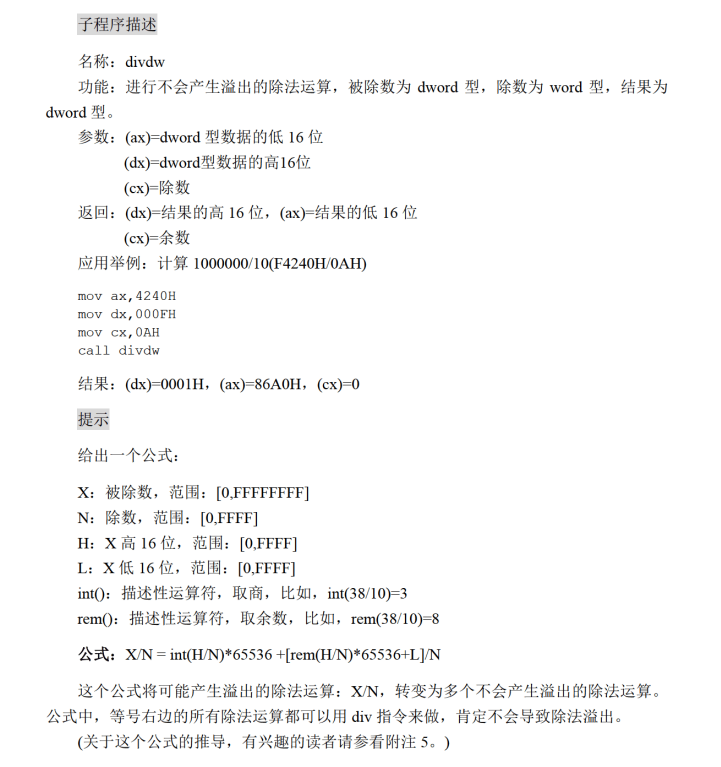 子程序描述
名称：divdw
功能：进行不会产生溢出的除法运算，被除数为 dword 型，除数为 word 型，结果为
dword 型。
参数：(ax)=dword 型数据的低 16 位
(dx)=dword型数据的高16位
(cx)=除数
返回：(dx)=结果的高 16 位，(ax)=结果的低 16 位
(cx)=余数
应用举例：计算 1000000/10(F4240H/0AH)
mov ax,4240H
mov dx,000FH
mov cx,0AH
call divdw
结果：(dx)=0001H，(ax)=86A0H，(cx)=0
提示
给出一个公式：
X：被除数，范围：[0,FFFFFFFF]
N：除数，范围：[0,FFFF]
H：X 高 16 位，范围：[0,FFFF]
L：X 低 16 位，范围：[0,FFFF]
int()：描述性运算符，取商，比如，int(38/10)=3
rem()：描述性运算符，取余数，比如，rem(38/10)=8
公式：X/N = int(H/N)*65536 +[rem(H/N)*65536+L]/N
这个公式将可能产生溢出的除法运算：X/N，转变为多个不会产生溢出的除法运算。
公式中，等号右边的所有除法运算都可以用 div 指令来做，肯定不会导致除法溢出。
(关于这个公式的推导，有兴趣的读者请参看附注 5。)